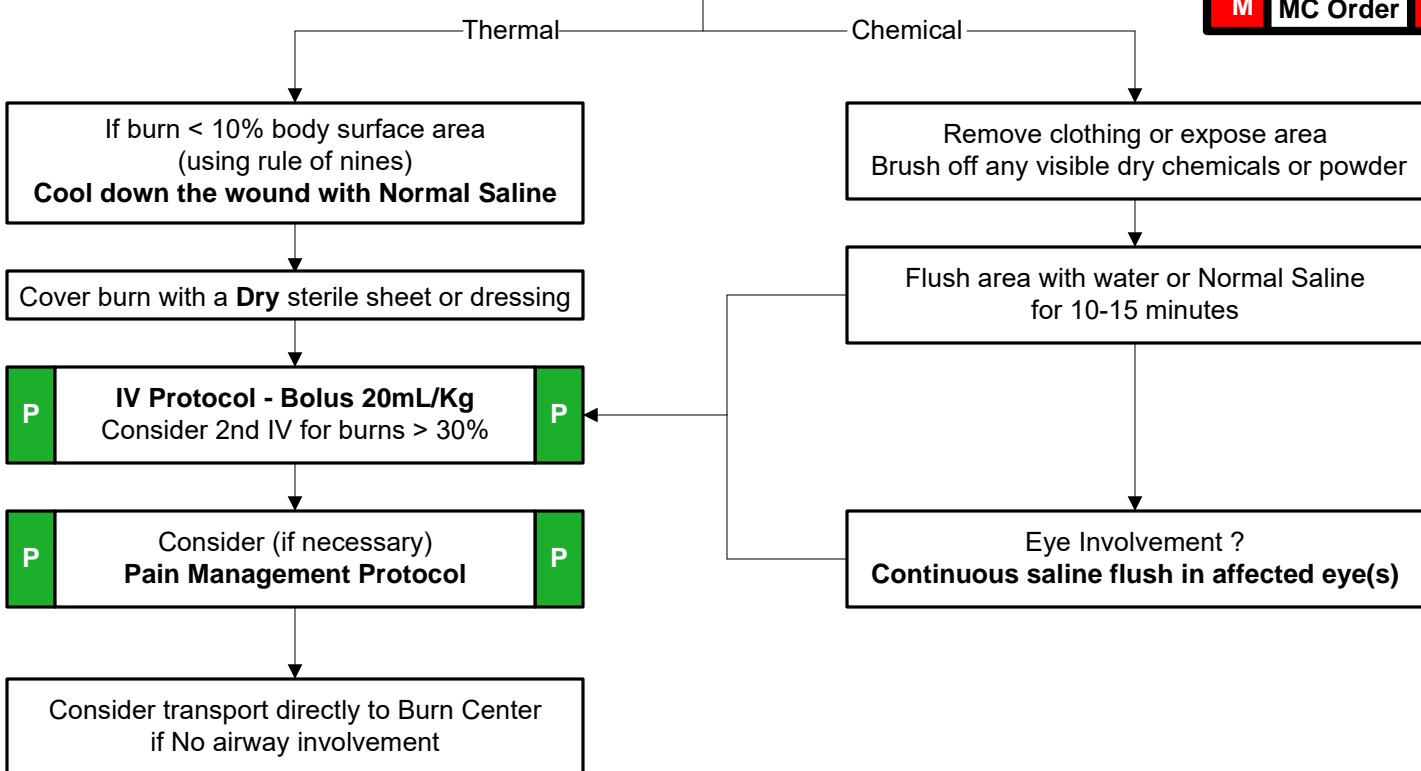 M MC Order
Thermal
Chemical
If burn < 10% body surface area
(using rule of nines)
Cool down the wound with Normal Saline
Cover burn with a Dry sterile sheet or dressing
P IV Protocol - Bolus 20mL/Kg P
Consider 2nd IV for burns > 30%
P Consider (if necessary) P
Pain Management Protocol
Consider transport directly to Burn Center
if No airway involvement
Remove clothing or expose area
Brush off any visible dry chemicals or powder
Flush area with water or Normal Saline
for 10-15 minutes
Eye Involvement ?
Continuous saline flush in affected eye(s)